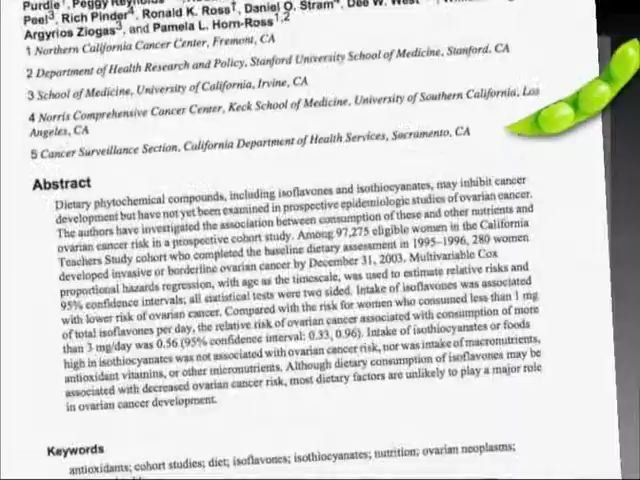 Purdie
Peel3, Rich Pinder4, Ronald K. Ross†, Daniel O. Stram4, Dee W. West
Argyrios Ziogas3, and Pamela L. Horn-Ross1,2
1 Northern California Cancer Center, Fremont, CA
2 Department of Health Research and Policy, Stanford University School of Medicine, Stanford, CA
3 School of Medicine, University of California, Irvine, CA
4 Norris Comprehensive Cancer Center, Keck School of Medicine, University of Southern California, Los
Angeles, CA
5 Cancer Surveillance Section, California Department of Health Services, Sacramento, CA
Abstract
Dietary phytochemical compounds, including isoflavones and isothiocyanates, may inhibit cancer
development but have not yet been examined in prospective epidemiologic studies of ovarian cancer.
The authors have investigated the association between consumption of these and other nutrients and
ovarian cancer risk in a prospective cohort study. Among 97,275 eligible women in the California
Teachers Study cohort who completed the baseline dietary assessment in 1995–1996, 280 women
developed invasive or borderline ovarian cancer by December 31, 2003. Multivariable Cox
proportional hazards regression, with age as the timescale, was used to estimate relative risks and
95% confidence intervals; all statistical tests were two sided. Intake of isoflavones was associated
with lower risk of ovarian cancer. Compared with the risk for women who consumed less than 1 mg
of total isoflavones per day, the relative risk of ovarian cancer associated with consumption of more
than 3 mg/day was 0.56 (95% confidence interval: 0.33, 0.96). Intake of isothiocyanates or foods
high in isothiocyanates was not associated with ovarian cancer risk, nor was intake of macronutrients,
antioxidant vitamins, or other micronutrients. Although dietary consumption of isoflavones may be
associated with decreased ovarian cancer risk, most dietary factors are unlikely to play a major role
in ovarian cancer development.
Keywords
antioxidants; cohort studies; diet; isoflavones; isothiocyanates; nutrition; ovarian neoplasms;